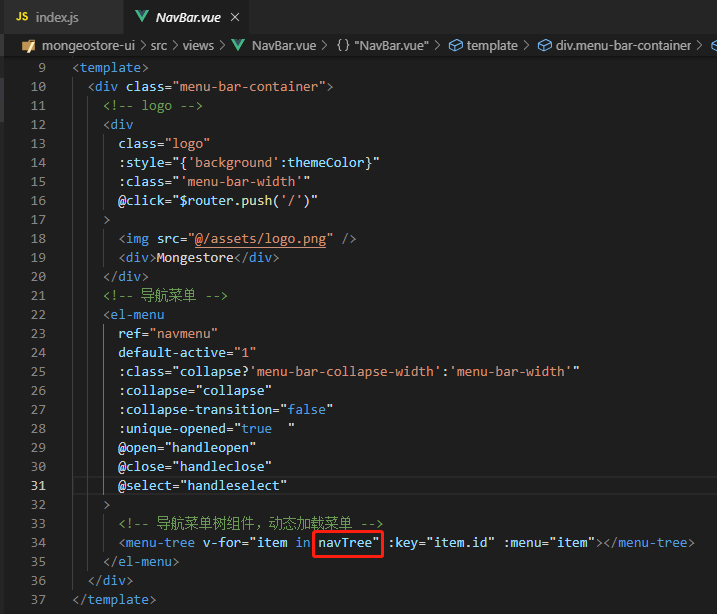 JS index.js
NavBar.vue ×
mongeostore-ui > src > views > NavBar.vue > {} "NavBar.vue" > template > div.menu-bar-container >
9 <template>
10 <div class="menu-bar-container">
11 <!-- logo -->
12 <div
13 class="logo"
14 :style="{'background':themeColor}"
15 :class="'menu-bar-width'"
16 @click="$router.push('/')"
17 >
18 <img src="@/assets/logo.png" />
19 <div>Mongestore</div>
20 </div>
21 <!-- 导航菜单 -->
22 <el-menu
23 ref="navmenu"
24 default-active="1"
25 :class="collapse?'menu-bar-collapse-width':'menu-bar-width'"
26 :collapse="collapse"
27 :collapse-transition="false"
28 :unique-opened="true  "
29 @open="handleopen"
30 @close="handleclose"
31 @select="handleselect"
32 >
33 <!-- 导航菜单树组件，动态加载菜单 -->
34 <menu-tree v-for="item in navTree" :key="item.id" :menu="item"></menu-tree>
35 </el-menu>
36 </div>
37 </template>